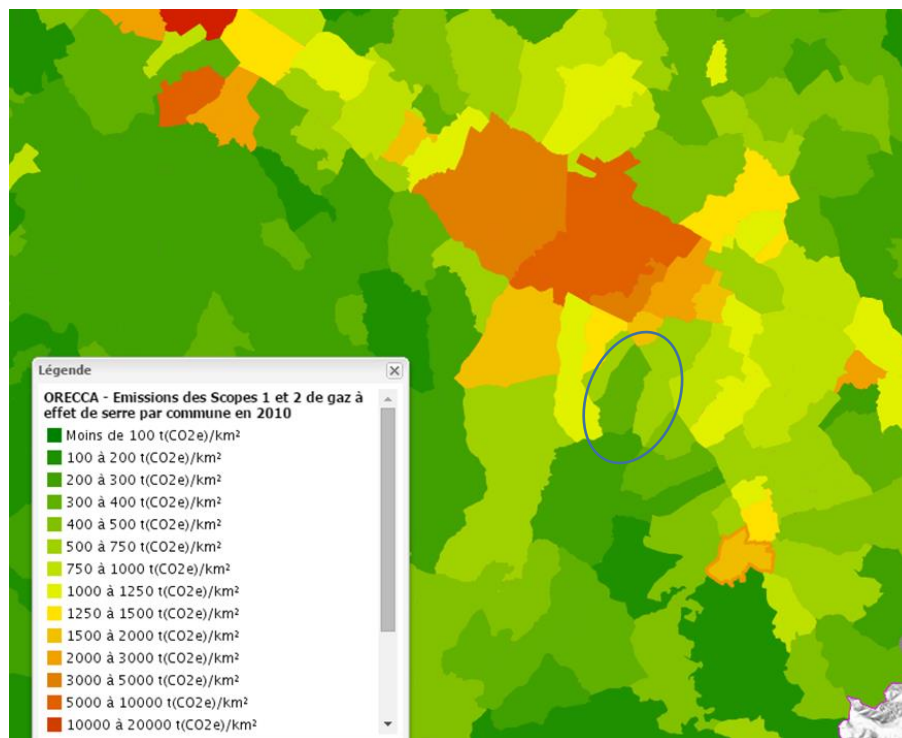 Légende
ORECCA - Emissions des Scopes 1 et 2 de gaz à
effet de serre par commune en 2010
Moins de 100 t(CO2e)/km²
100 à 200 t(CO2e)/km²
200 à 300 t(CO2e)/km²
300 à 400 t(CO2e)/km²
400 à 500 t(CO2e)/km²
500 à 750 t(CO2e)/km²
750 à 1000 t(CO2e)/km²
1000 à 1250 t(CO2e)/km²
1250 à 1500 t(CO2e)/km²
1500 à 2000 t(CO2e)/km²
2000 à 3000 t(CO2e)/km²
3000 à 5000 t(CO2e)/km²
5000 à 10000 t(CO2e)/km²
10000 à 20000 t(CO2e)/km²